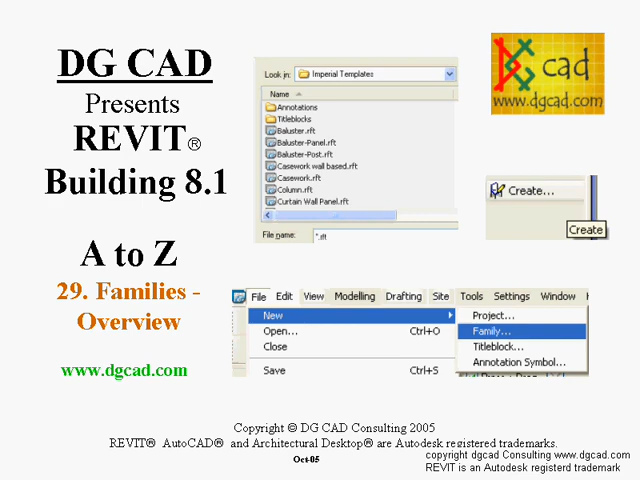 DG CAD
Presents
REVIT®
Building 8.1
A to Z
29. Families -
Overview
www.dgcad.com
Look in: Imperial Templates
Name
Annotations
Titleblocks
Baluster.rft
Baluster-Panel.rft
Baluster-Post.rft
Casework wall based.rft
Casework.rft
Column.rft
Curtain Wall Panel.rft
File name: *.rft
cad
www.dgcad.com
Create...
Create
File Edit View Modelling Drafting Site Tools Settings Window H
New
Open... Ctrl+O
Close
Save Ctrl+S
Project...
Family...
Titleblock...
Annotation Symbol...
Copyright © DG CAD Consulting 2005
REVIT® AutoCAD® and Architectural Desktop® are Autodesk registered trademarks.
Oct-05
copyright dgcad Consulting www.dgcad.com
REVIT is an Autodesk registerd trademark